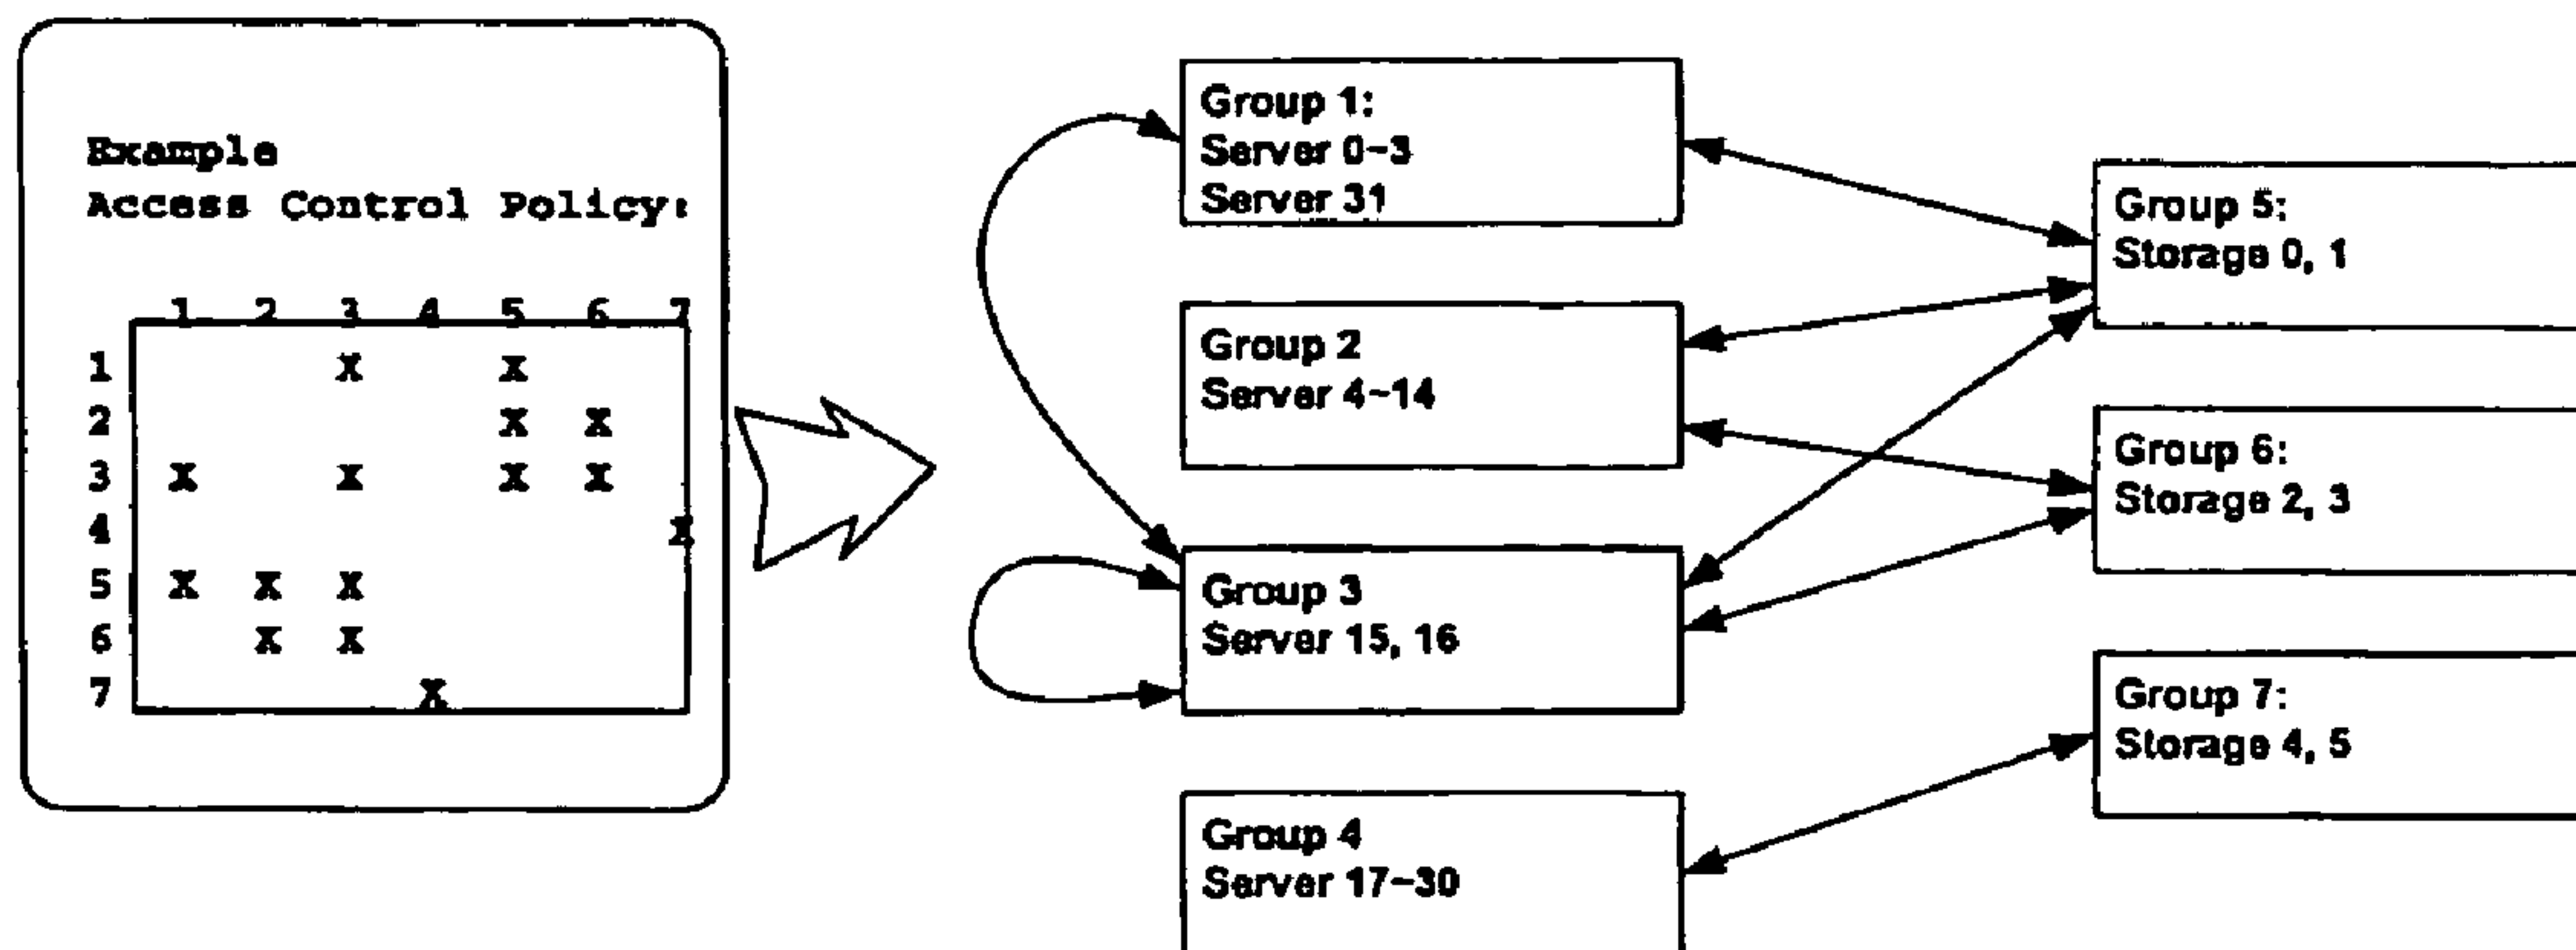 Example
Access Control Policy:
1 2 3 4 5 6 7
1 X X
2 X X
3 X X X X
4 X
5 X X X
6 X X
7 X
Group 1:
Server 0~3
Server 31
Group 2
Server 4~14
Group 3
Server 15, 16
Group 4
Server 17~30
Group 5:
Storage 0, 1
Group 6:
Storage 2, 3
Group 7:
Storage 4, 5